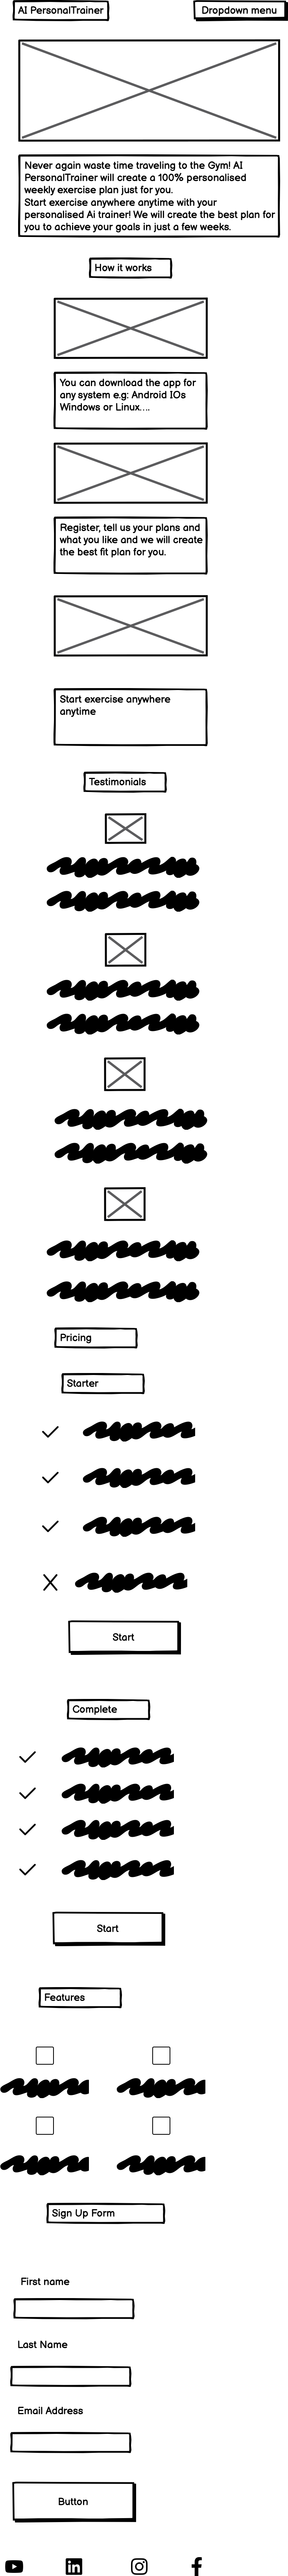 AI PersonalTrainer
Dropdown menu
Never again waste time traveling to the Gym! AI
PersonalTrainer will create a 100% personalised
weekly exercise plan just for you.
Start exercise anywhere anytime with your
personalised Ai trainer! We will create the best plan for
you to achieve your goals in just a few weeks.
How it works
You can download the app for
any system e.g: Android IOs
Windows or Linux....
Register, tell us your plans and
what you like and we will create
the best fit plan for you.
Start exercise anywhere
anytime
Testimonials
Pricing
Starter
Start
Complete
Start
Features
Sign Up Form
First name
Last Name
Email Address
Button